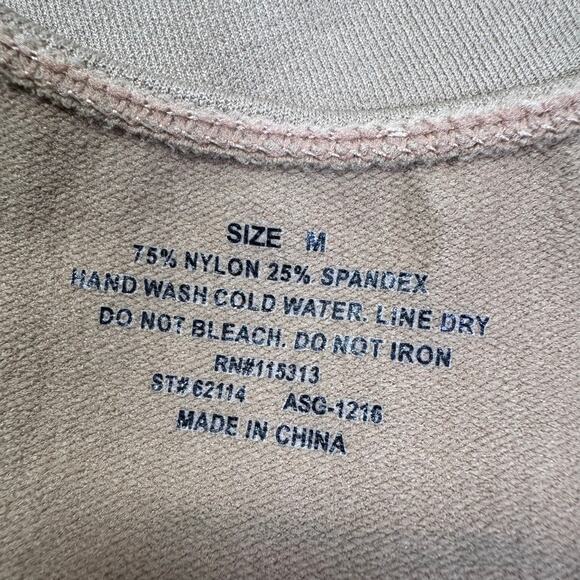 SIZE M
75% NYLON 25% SPANDEX
HAND WASH COLD WATER. LINE DRY
DO NOT BLEACH. DO NOT IRON
RN#115313
ST# 62114 ASG-1216
MADE IN CHINA